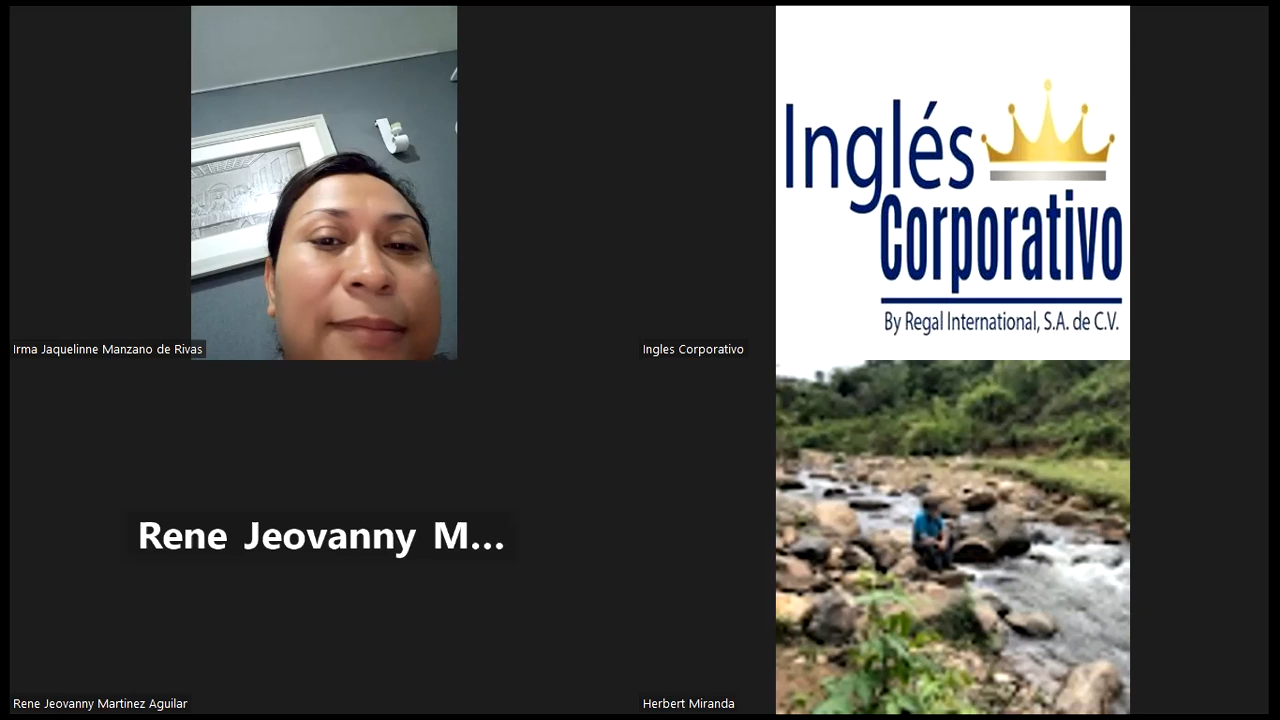 Inglés
Corporativo
By Regal International, S.A. de C.V.
Irma Jaquelinne Manzano de Rivas
Ingles Corporativo
Rene Jeovanny M...
Rene Jeovanny Martinez Aguilar
Herbert Miranda